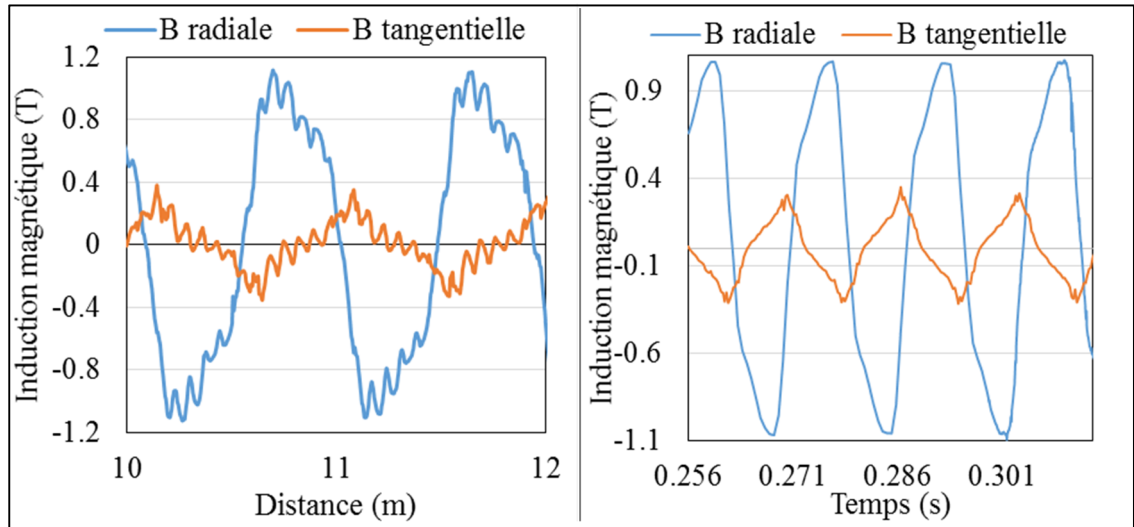 B radiale B tangentielle
Induction magnétique (T)
1.2
0.8
0.4
0
-0.4
-0.8
-1.2
10 11 12
Distance (m)
B radiale B tangentielle
Induction magnétique (T)
0.9
0.4
-0.1
-0.6
-1.1
0.256 0.271 0.286 0.301
Temps (s)